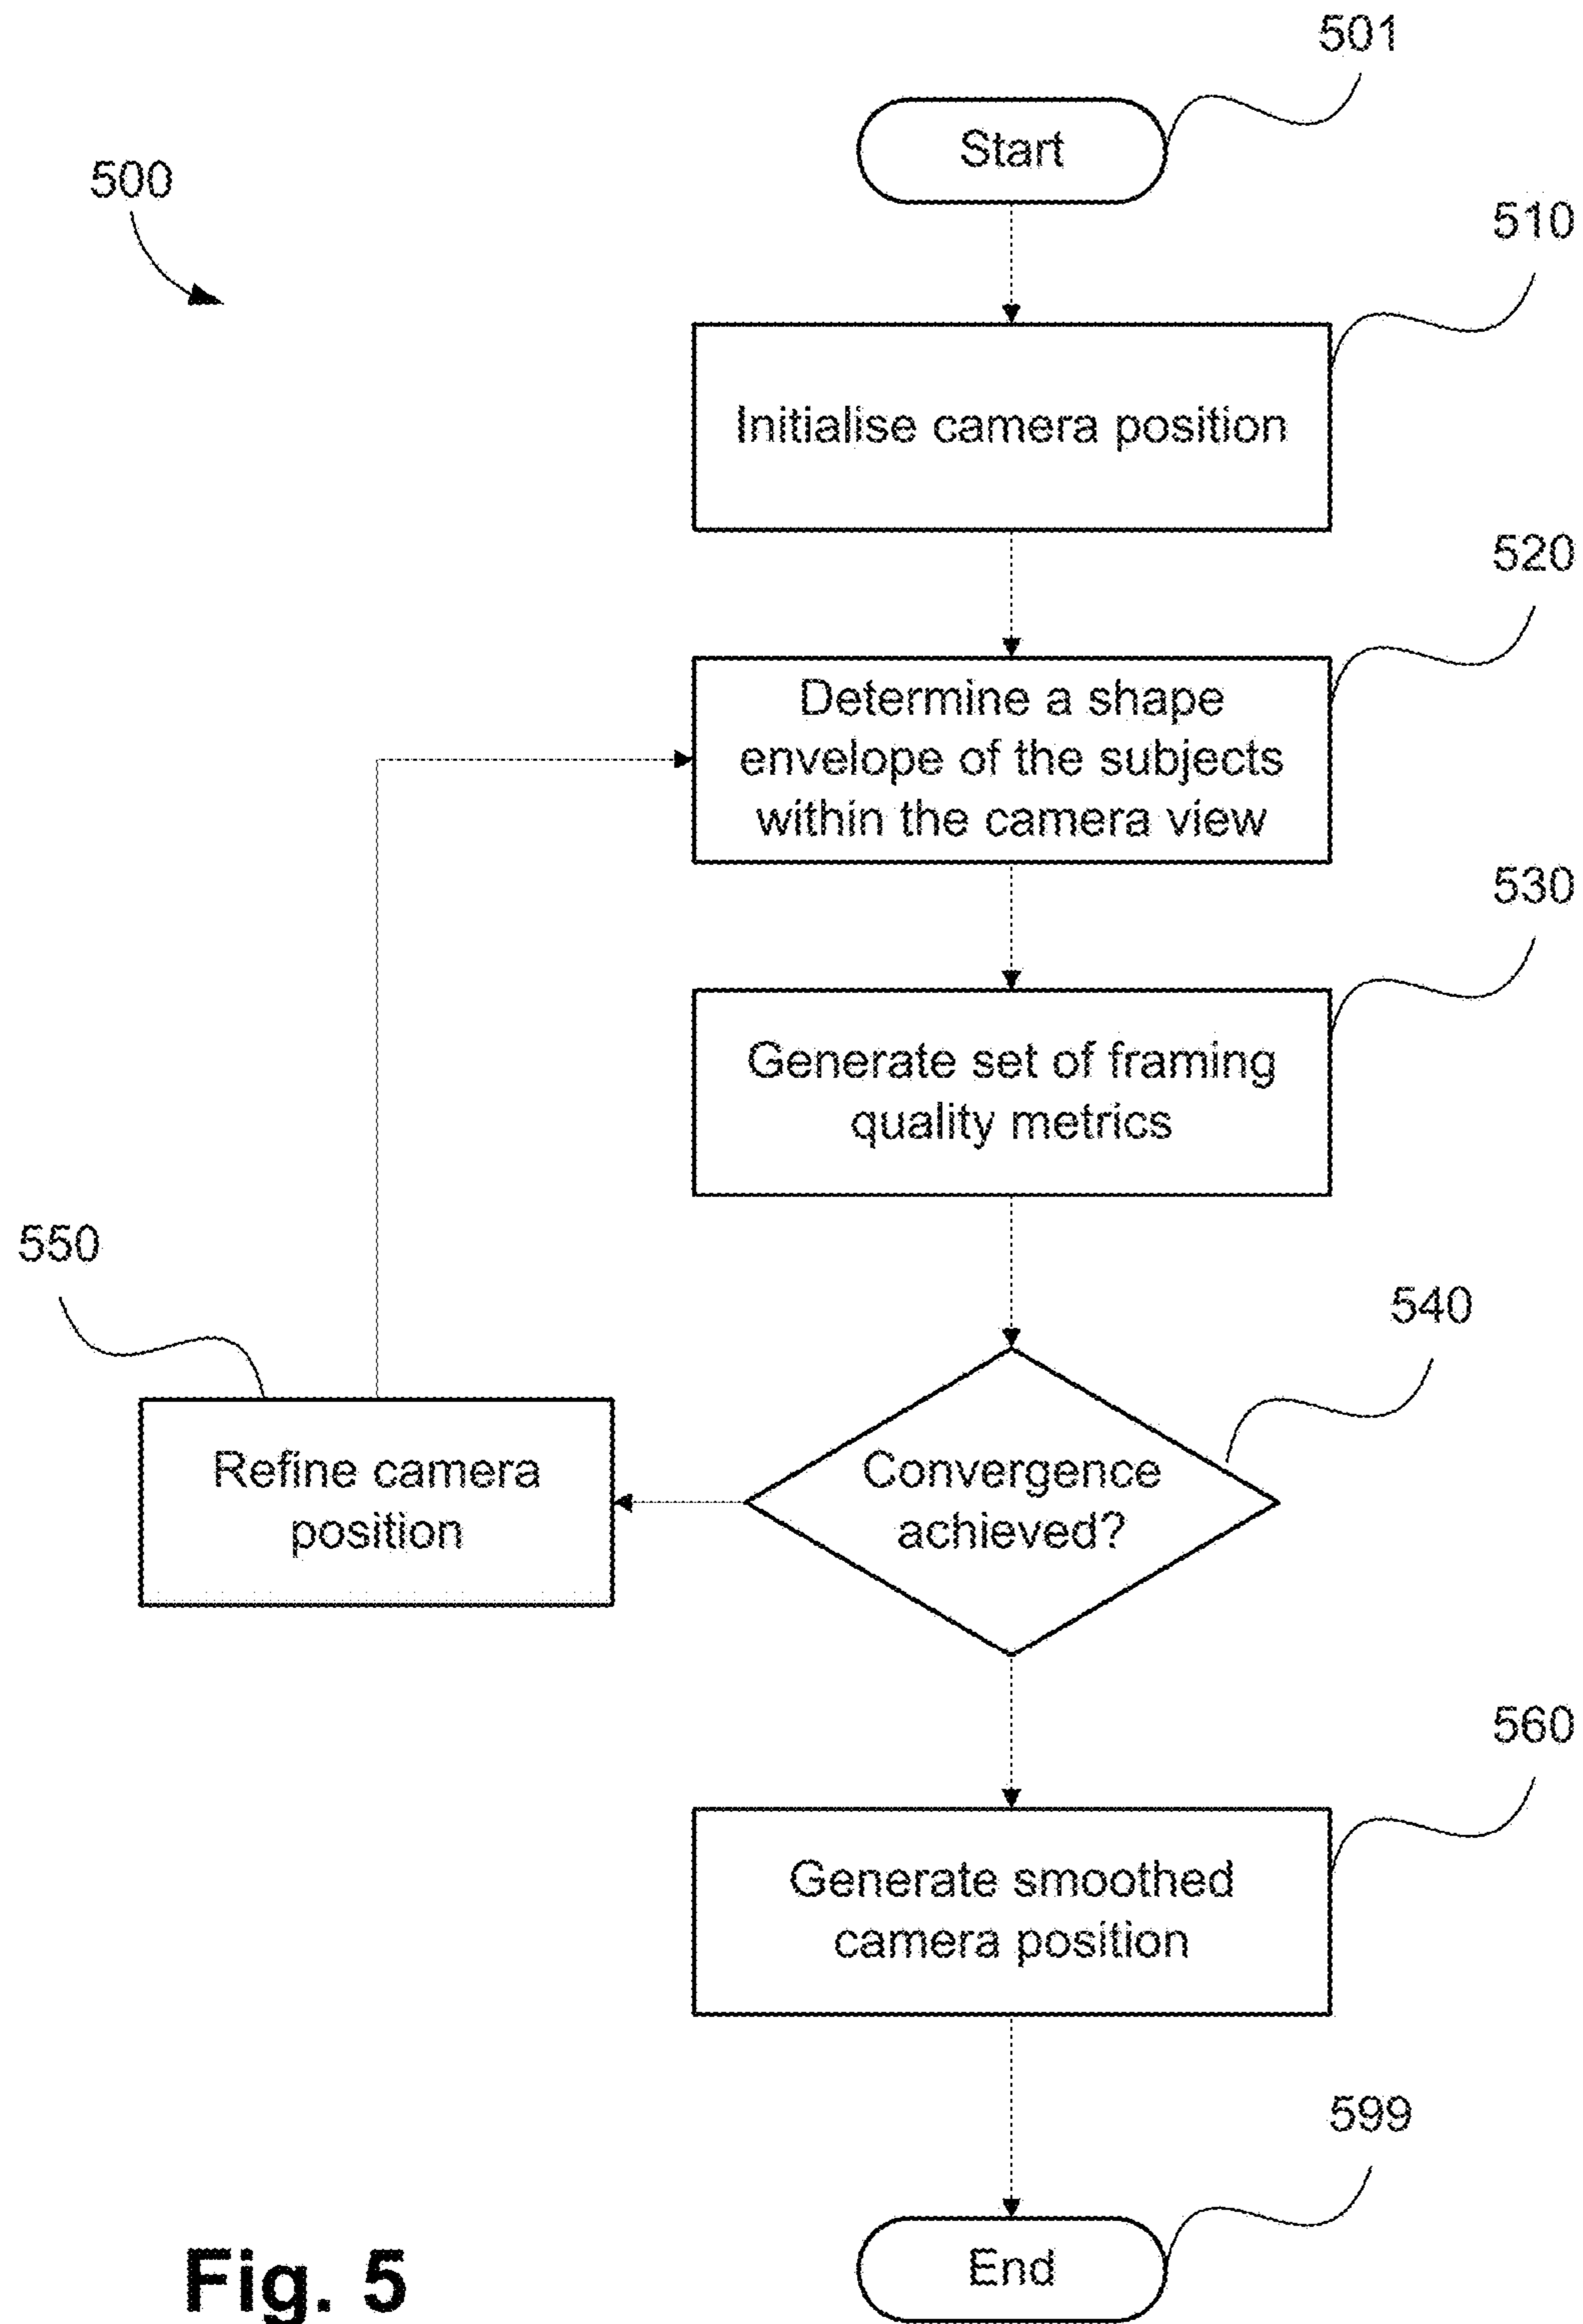 501
Start
500
510
Initialise camera position
520
Determine a shape
envelope of the subjects
within the camera view
530
Generate set of framing
quality metrics
550
540
Refine camera
position
Convergence
achieved?
560
Generate smoothed
camera position
599
End
Fig. 5